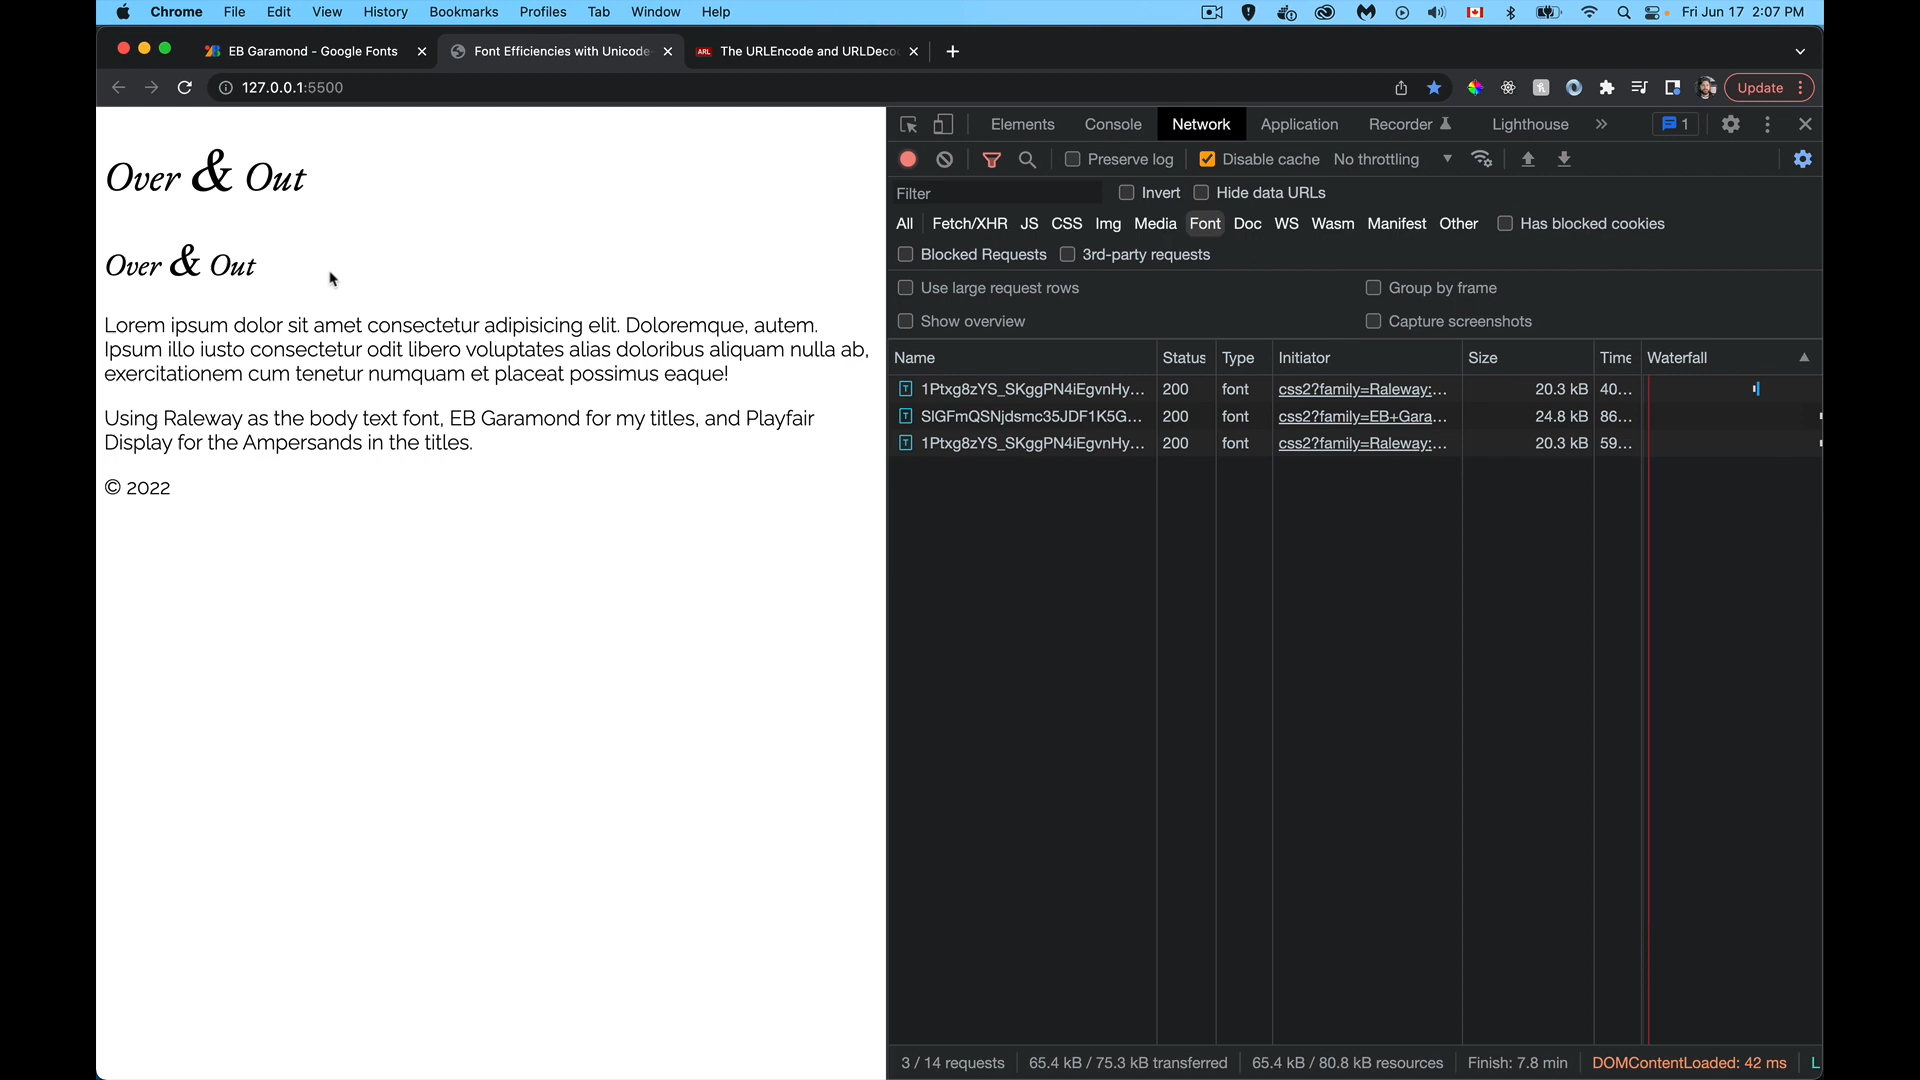 Chrome File Edit View History Bookmarks Profiles Tab Window Help Fri Jun 17 2:07 PM
EB Garamond - Google Fonts Font Efficiencies with Unicode- ARL The URLEncode and URLDeco
127.0.0.1:5500 Update
Over & Out
Over & Out
Lorem ipsum dolor sit amet consectetur adipisicing elit. Doloremque, autem.
Ipsum illo iusto consectetur odit libero voluptates alias doloribus aliquam nulla ab,
exercitationem cum tenetur numquam et placeat possimus eaque!
Using Raleway as the body text font, EB Garamond for my titles, and Playfair
Display for the Ampersands in the titles.
© 2022
Elements Console Network Application Recorder Lighthouse 1
Preserve log Disable cache No throttling
Filter Invert Hide data URLs
All Fetch/XHR JS CSS Img Media Font Doc WS Wasm Manifest Other Has blocked cookies
Blocked Requests 3rd-party requests
Use large request rows Group by frame
Show overview Capture screenshots
Name Status Type Initiator Size Time Waterfall
1Ptxg8zYS_SKggPN4iEgvnHy... 200 font css2?family=Raleway:... 20.3 kB 40...
SlGFmQSNjdsmc35JDF1K5G... 200 font css2?family=EB+Gara... 24.8 kB 86...
1Ptxg8zYS_SKggPN4iEgvnHy... 200 font css2?family=Raleway:... 20.3 kB 59...
3 / 14 requests 65.4 kB / 75.3 kB transferred 65.4 kB / 80.8 kB resources Finish: 7.8 min DOMContentLoaded: 42 ms L